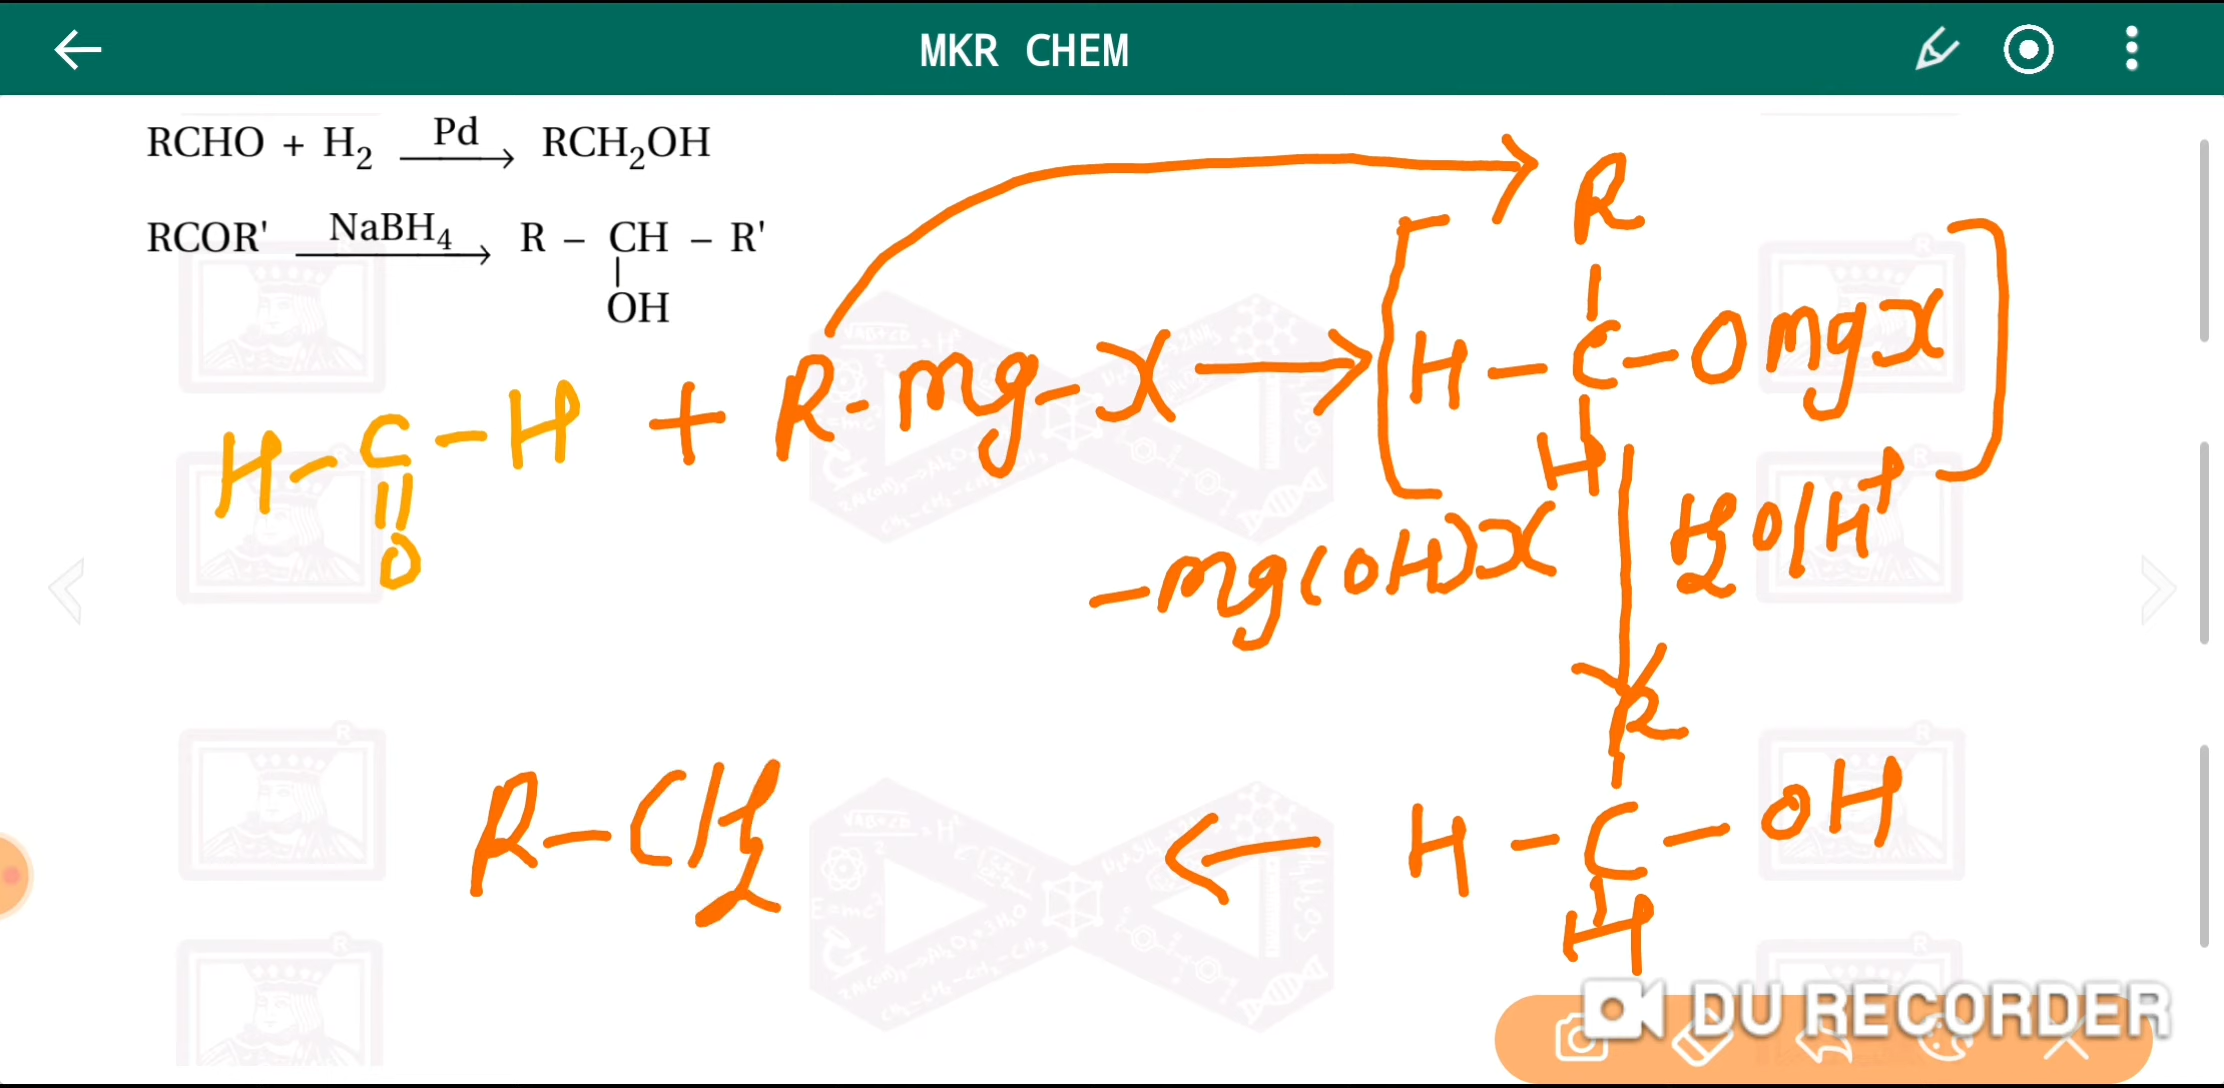 MKR CHEM
RCHO + H₂ —Pd→ RCH₂OH
RCOR' —NaBH₄→ R – CH – R'
|
OH
R
|
H-C-H + R-mg-X → [H-C-OmgX]
||
O
H
-mg(OH)X H₂O/H⁺
R
|
R-CH₂ ← H-C-OH
|
H
DU RECORDER